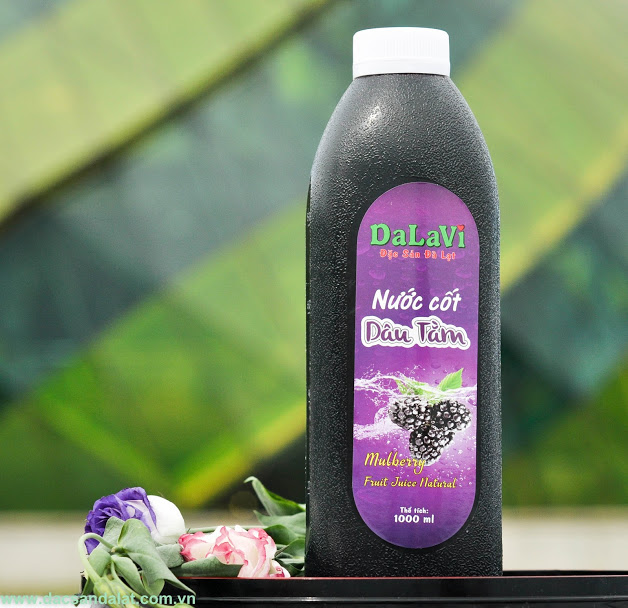 DaLaVi
Đặc Sản Đà Lạt
Nước cốt
Dâu Tằm
Mulberry
Fruit Juice Natural
Thể tích:
1000 ml
www.dacsandalat.com.vn